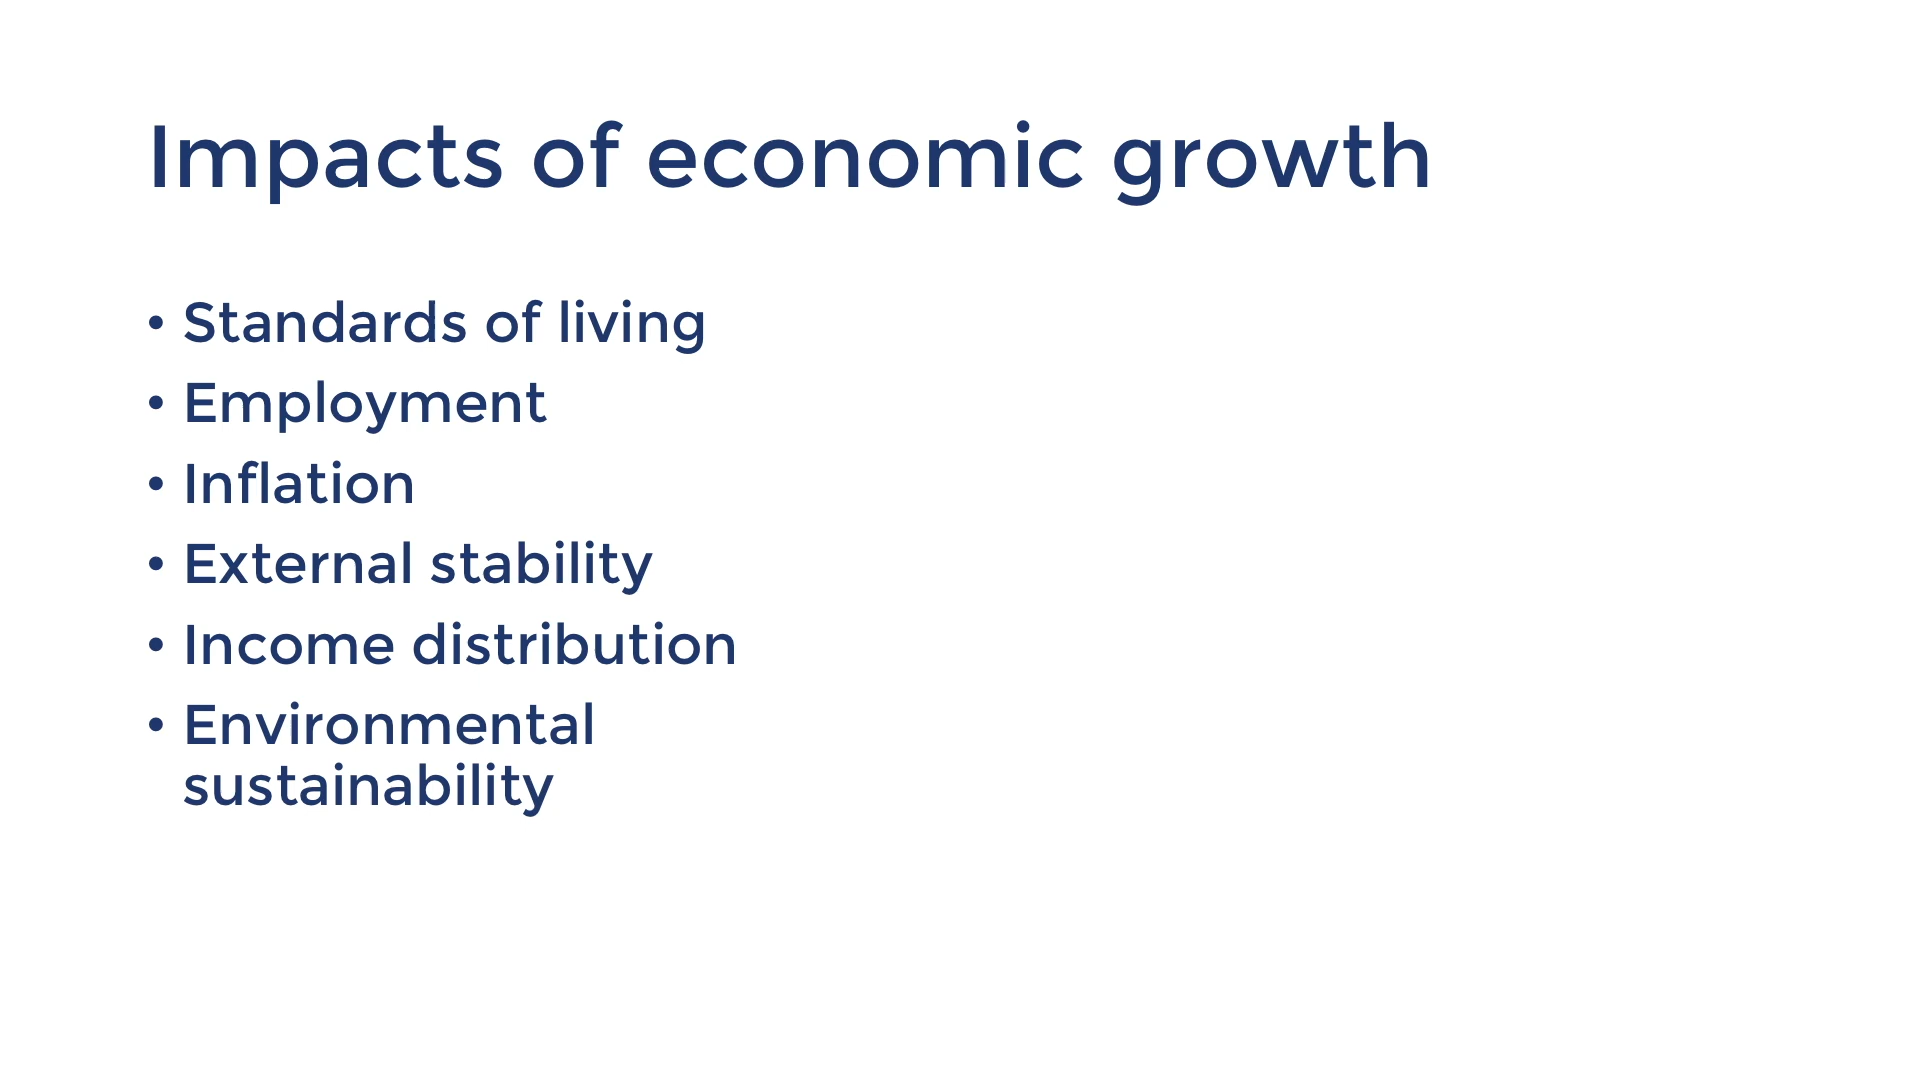 Impacts of economic growth
• Standards of living
• Employment
• Inflation
• External stability
• Income distribution
• Environmental
sustainability